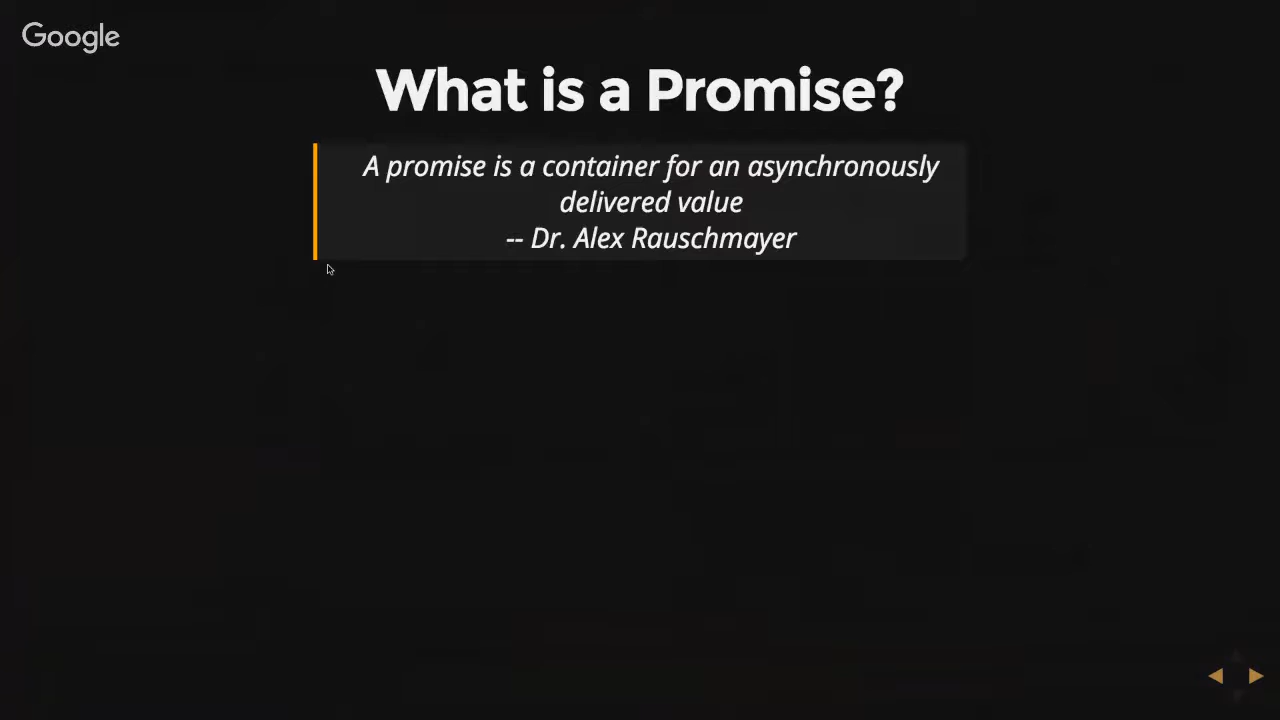 Google
What is a Promise?
A promise is a container for an asynchronously
delivered value
-- Dr. Alex Rauschmayer